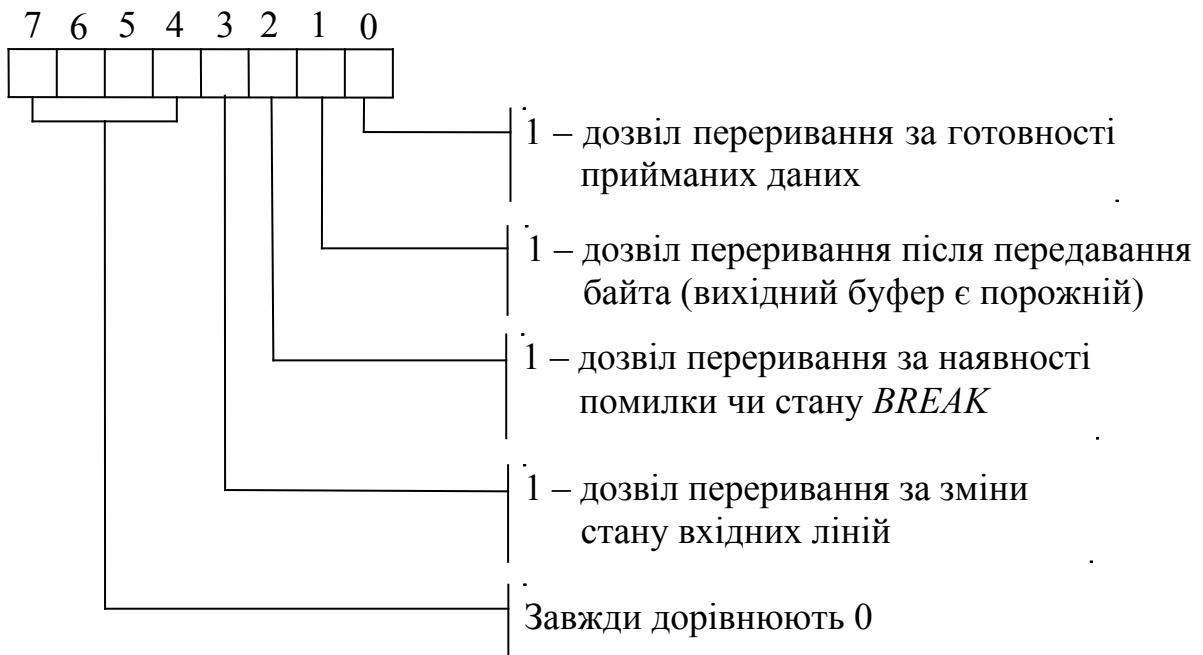 7 6 5 4 3 2 1 0
1 – дозвіл переривання за готовності
прийманих даних
1 – дозвіл переривання після передавання
байта (вихідний буфер є порожній)
1 – дозвіл переривання за наявності
помилки чи стану BREAK
1 – дозвіл переривання за зміни
стану вхідних ліній
Завжди дорівнюють 0